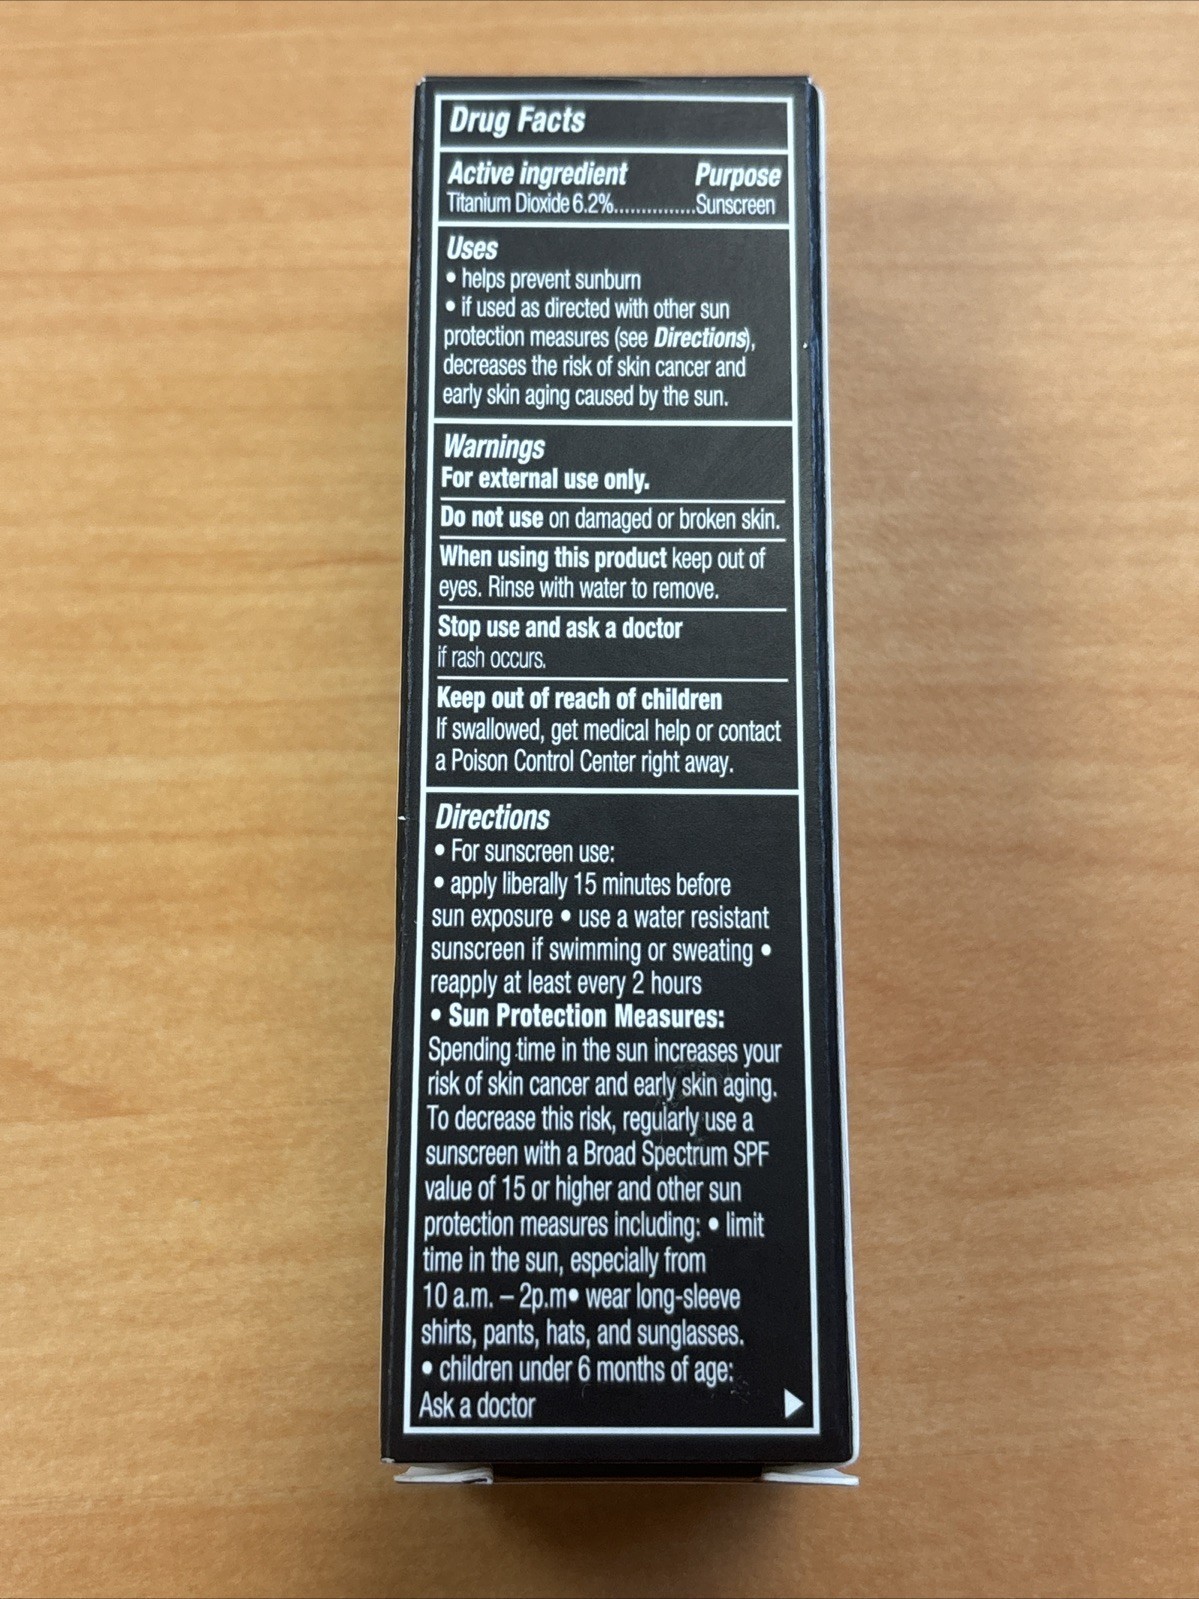 Drug Facts
Active ingredient Purpose
Titanium Dioxide 6.2%...............Sunscreen
Uses
• helps prevent sunburn
• if used as directed with other sun
protection measures (see Directions),
decreases the risk of skin cancer and
early skin aging caused by the sun.
Warnings
For external use only.
Do not use on damaged or broken skin.
When using this product keep out of
eyes. Rinse with water to remove.
Stop use and ask a doctor
if rash occurs.
Keep out of reach of children
If swallowed, get medical help or contact
a Poison Control Center right away.
Directions
• For sunscreen use:
• apply liberally 15 minutes before
sun exposure • use a water resistant
sunscreen if swimming or sweating •
reapply at least every 2 hours
• Sun Protection Measures:
Spending time in the sun increases your
risk of skin cancer and early skin aging.
To decrease this risk, regularly use a
sunscreen with a Broad Spectrum SPF
value of 15 or higher and other sun
protection measures including: • limit
time in the sun, especially from
10 a.m. – 2p.m• wear long-sleeve
shirts, pants, hats, and sunglasses.
• children under 6 months of age:
Ask a doctor